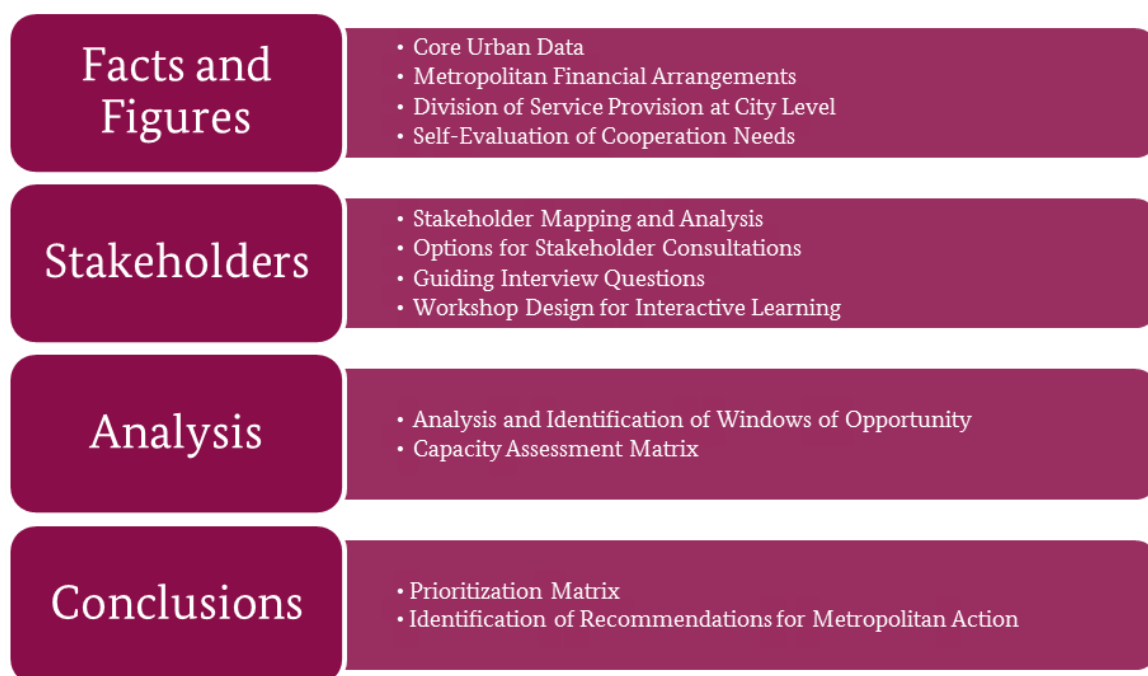 Facts and
Figures
• Core Urban Data
• Metropolitan Financial Arrangements
• Division of Service Provision at City Level
• Self-Evaluation of Cooperation Needs
Stakeholders
• Stakeholder Mapping and Analysis
• Options for Stakeholder Consultations
• Guiding Interview Questions
• Workshop Design for Interactive Learning
Analysis
• Analysis and Identification of Windows of Opportunity
• Capacity Assessment Matrix
Conclusions
• Prioritization Matrix
• Identification of Recommendations for Metropolitan Action